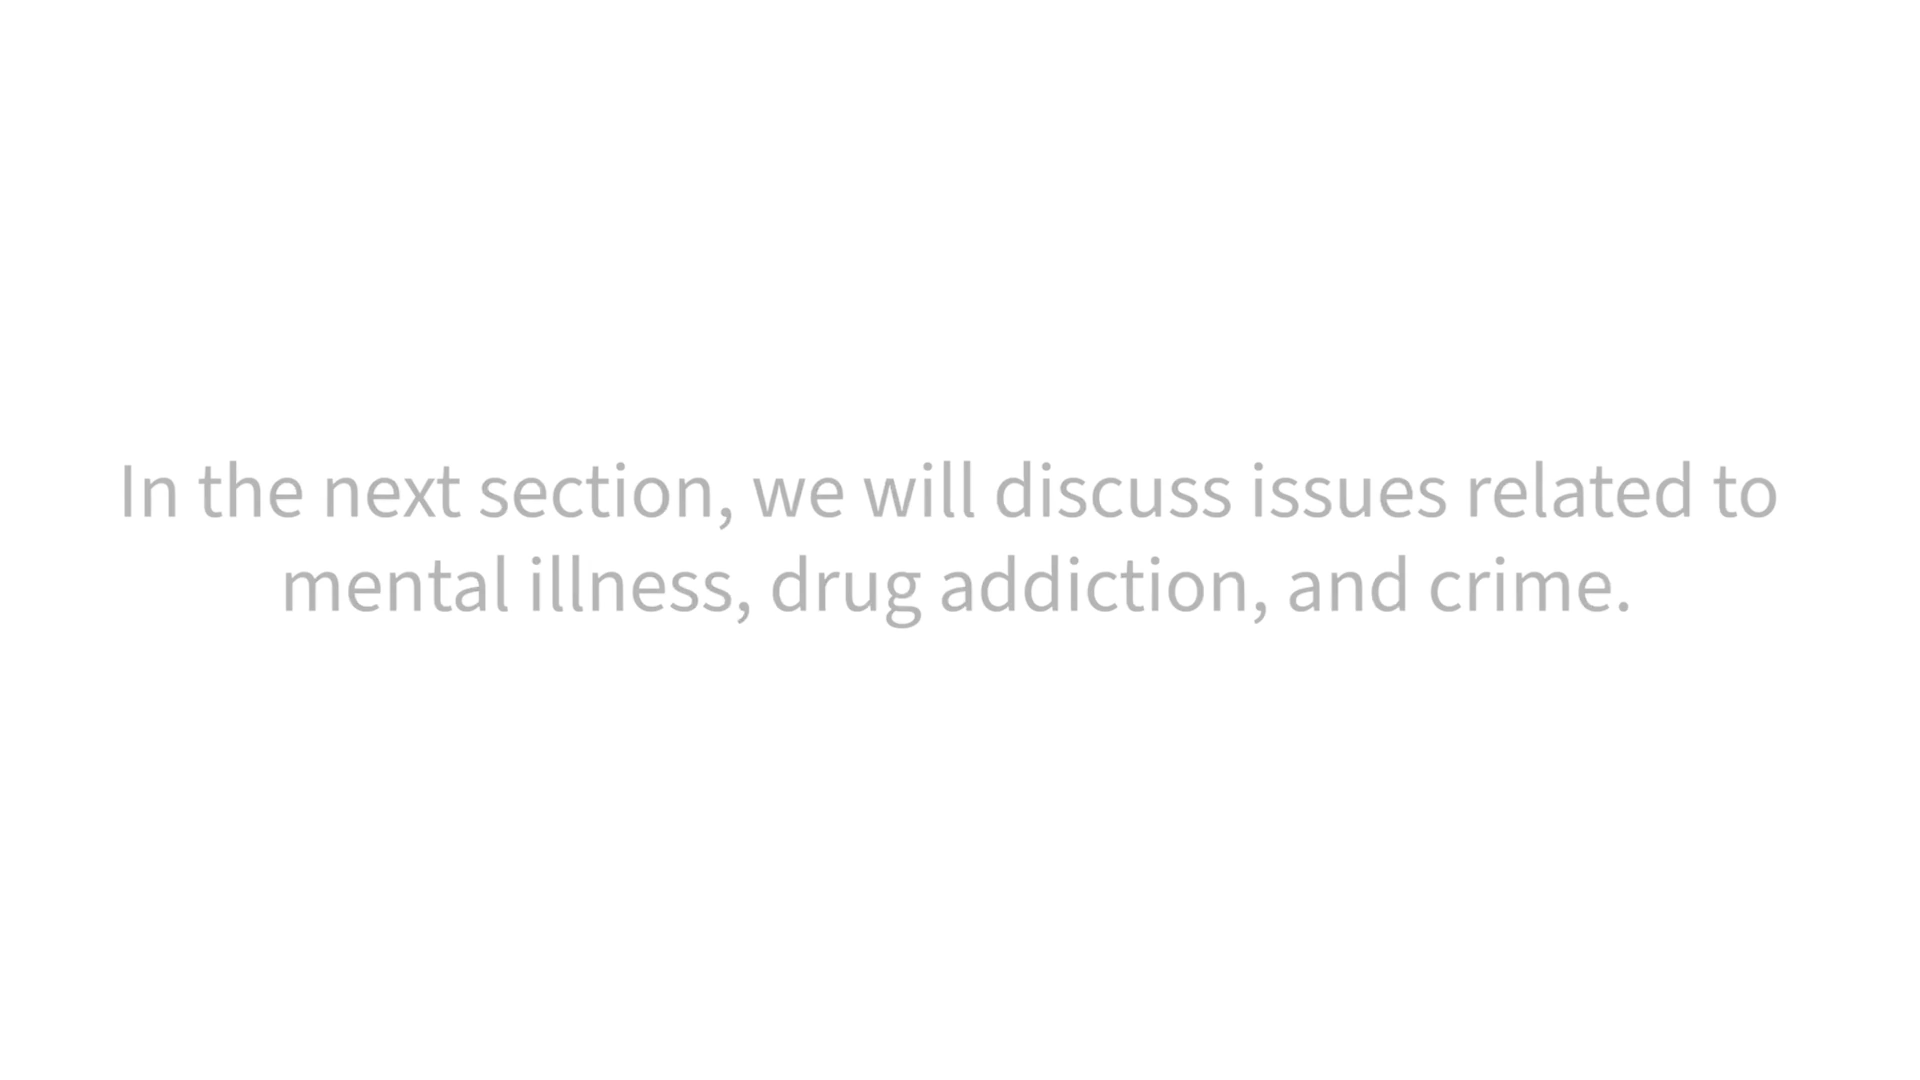 In the next section, we will discuss issues related to
mental illness, drug addiction, and crime.